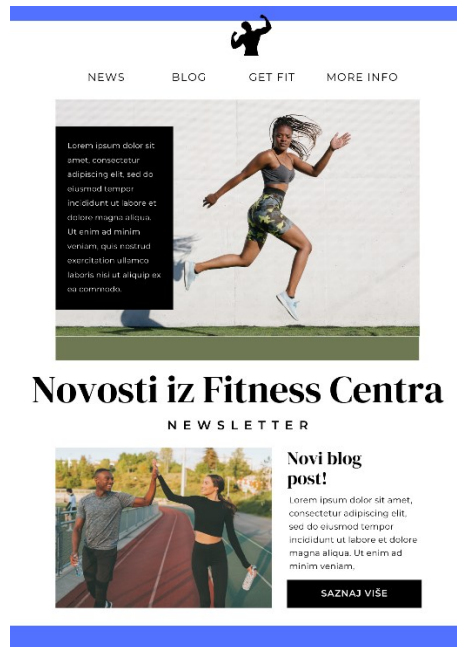 NEWS BLOG GET FIT MORE INFO
Lorem ipsum dolor sit
amet, consectetur
adipiscing elit, sed do
eiusmod tempor
incididunt ut labore et
dolore magna aliqua.
Ut enim ad minim
veniam, quis nostrud
exercitation ullamco
laboris nisi ut aliquip ex
ea commodo.
Novosti iz Fitness Centra
NEWSLETTER
Novi blog
post!
Lorem ipsum dolor sit amet,
consectetur adipiscing elit,
sed do eiusmod tempor
incididunt ut labore et dolore
magna aliqua. Ut enim ad
minim veniam,
SAZNAJ VIŠE